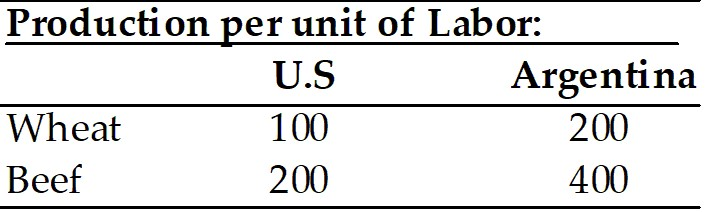 Production per unit of Labor:
U.S Argentina
Wheat 100 200
Beef 200 400